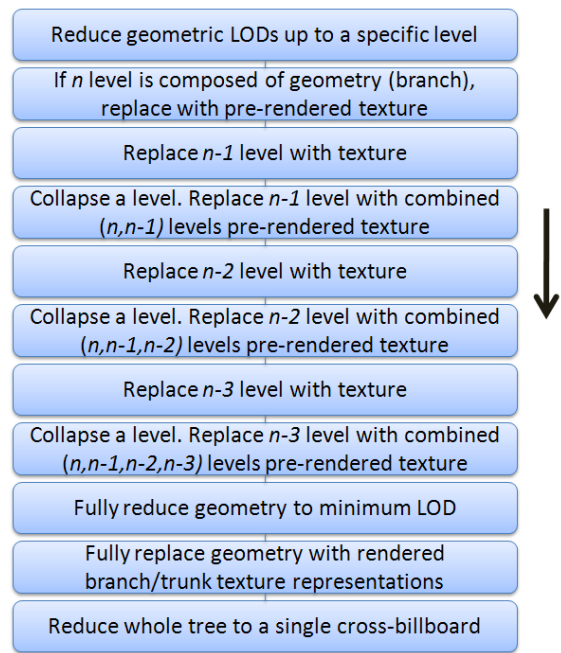 Reduce geometric LODs up to a specific level
If n level is composed of geometry (branch),
replace with pre-rendered texture
Replace n-1 level with texture
Collapse a level. Replace n-1 level with combined
(n,n-1) levels pre-rendered texture
Replace n-2 level with texture
Collapse a level. Replace n-2 level with combined
(n,n-1,n-2) levels pre-rendered texture
Replace n-3 level with texture
Collapse a level. Replace n-3 level with combined
(n,n-1,n-2,n-3) levels pre-rendered texture
Fully reduce geometry to minimum LOD
Fully replace geometry with rendered
branch/trunk texture representations
Reduce whole tree to a single cross-billboard